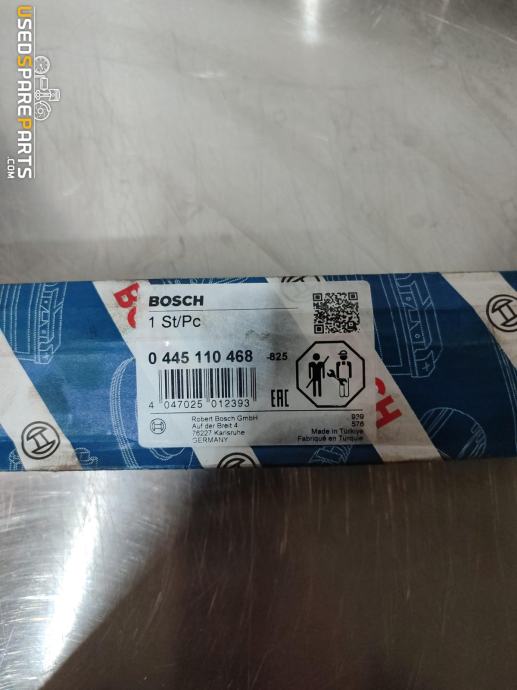 USEDSPAREPARTS
.COM
BOSCH
1 St/Pc
0 445 110 468 -825
4 047025 012393
EAC
Robert Bosch GmbH
Auf der Breit 4
76227 Karlsruhe
GERMANY
939
576
Made in Türkiye
Fabriqué en Turquie